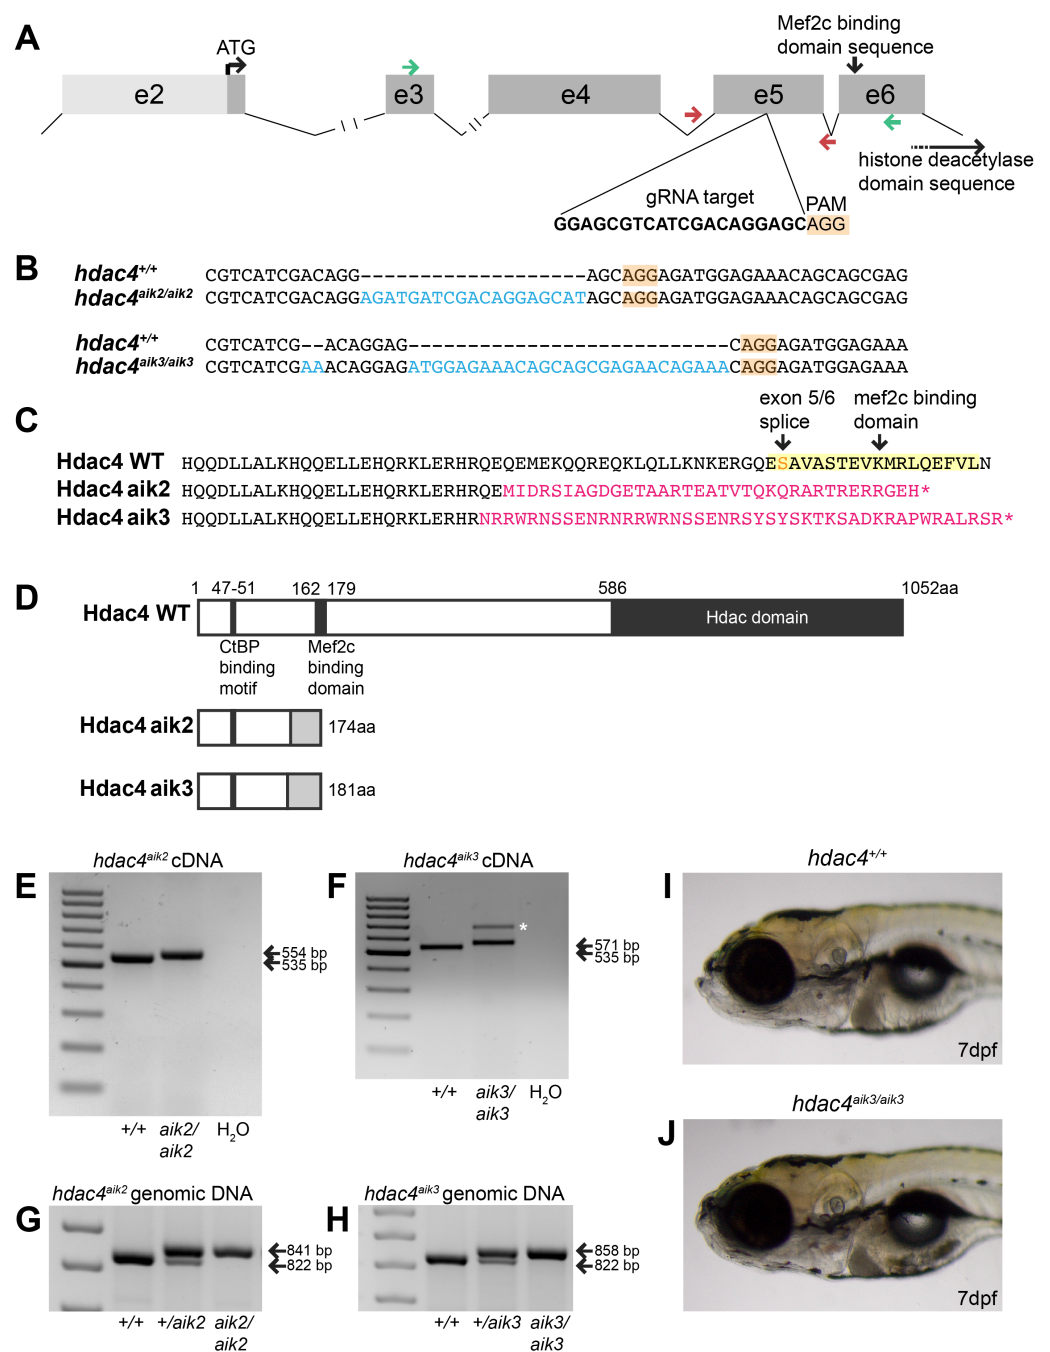 A
ATG
Mef2c binding
domain sequence
e2
e3
e4
e5
e6
histone deacetylase
domain sequence
gRNA target
PAM
GGAGCGTCATCGACAGGAGCAGG
B
hdac4+/+ CGTCATCGACAGG-------------------AGCAGGAGATGGAGAAACAGCAGCGAG
hdac4aik2/aik2 CGTCATCGACAGGAGATGATCGACAGGAGCATAGCAGGAGATGGAGAAACAGCAGCGAG
hdac4+/+ CGTCATCG--ACAGGAG---------------------------CAGGAGATGGAGAAA
hdac4aik3/aik3 CGTCATCGAAACAGGAGATGGAGAAACAGCAGCGAGAACAGAAACAGGAGATGGAGAAA
C
exon 5/6
splice
mef2c binding
domain
Hdac4 WT HQQDLLALKHQQELLEHQRKLERHRQEQEMEKQQREQKLQLLKNKERGQESAVASTEVKMRLQEFVLN
Hdac4 aik2 HQQDLLALKHQQELLEHQRKLERHRQEMIDRSIAGDGETAARTEATVTQKQRARTRERRGEH*
Hdac4 aik3 HQQDLLALKHQQELLEHQRKLERHRNRRWRNSSENRNRRWRNSSENRSYSYSKTKSADKRAPWRALRSR*
D
1 47-51 162 179 586 1052aa
Hdac4 WT
Hdac domain
CtBP
binding
motif
Mef2c
binding
domain
Hdac4 aik2
174aa
Hdac4 aik3
181aa
E
hdac4aik2 cDNA
554 bp
535 bp
+/+ aik2/aik2 H2O
F
hdac4aik3 cDNA
*
571 bp
535 bp
+/+ aik3/aik3 H2O
G
hdac4aik2 genomic DNA
841 bp
822 bp
+/+ +/aik2 aik2/aik2
H
hdac4aik3 genomic DNA
858 bp
822 bp
+/+ +/aik3 aik3/aik3
I
hdac4+/+
7dpf
J
hdac4aik3/aik3
7dpf